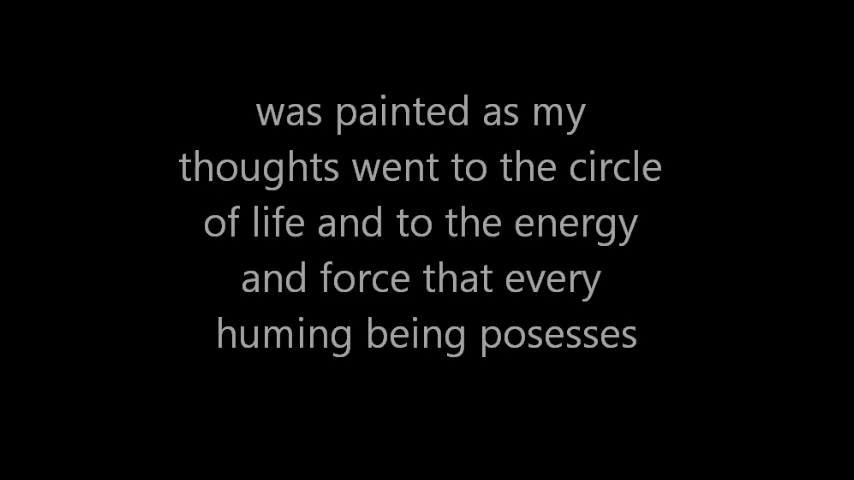 was painted as my
thoughts went to the circle
of life and to the energy
and force that every
huming being posesses